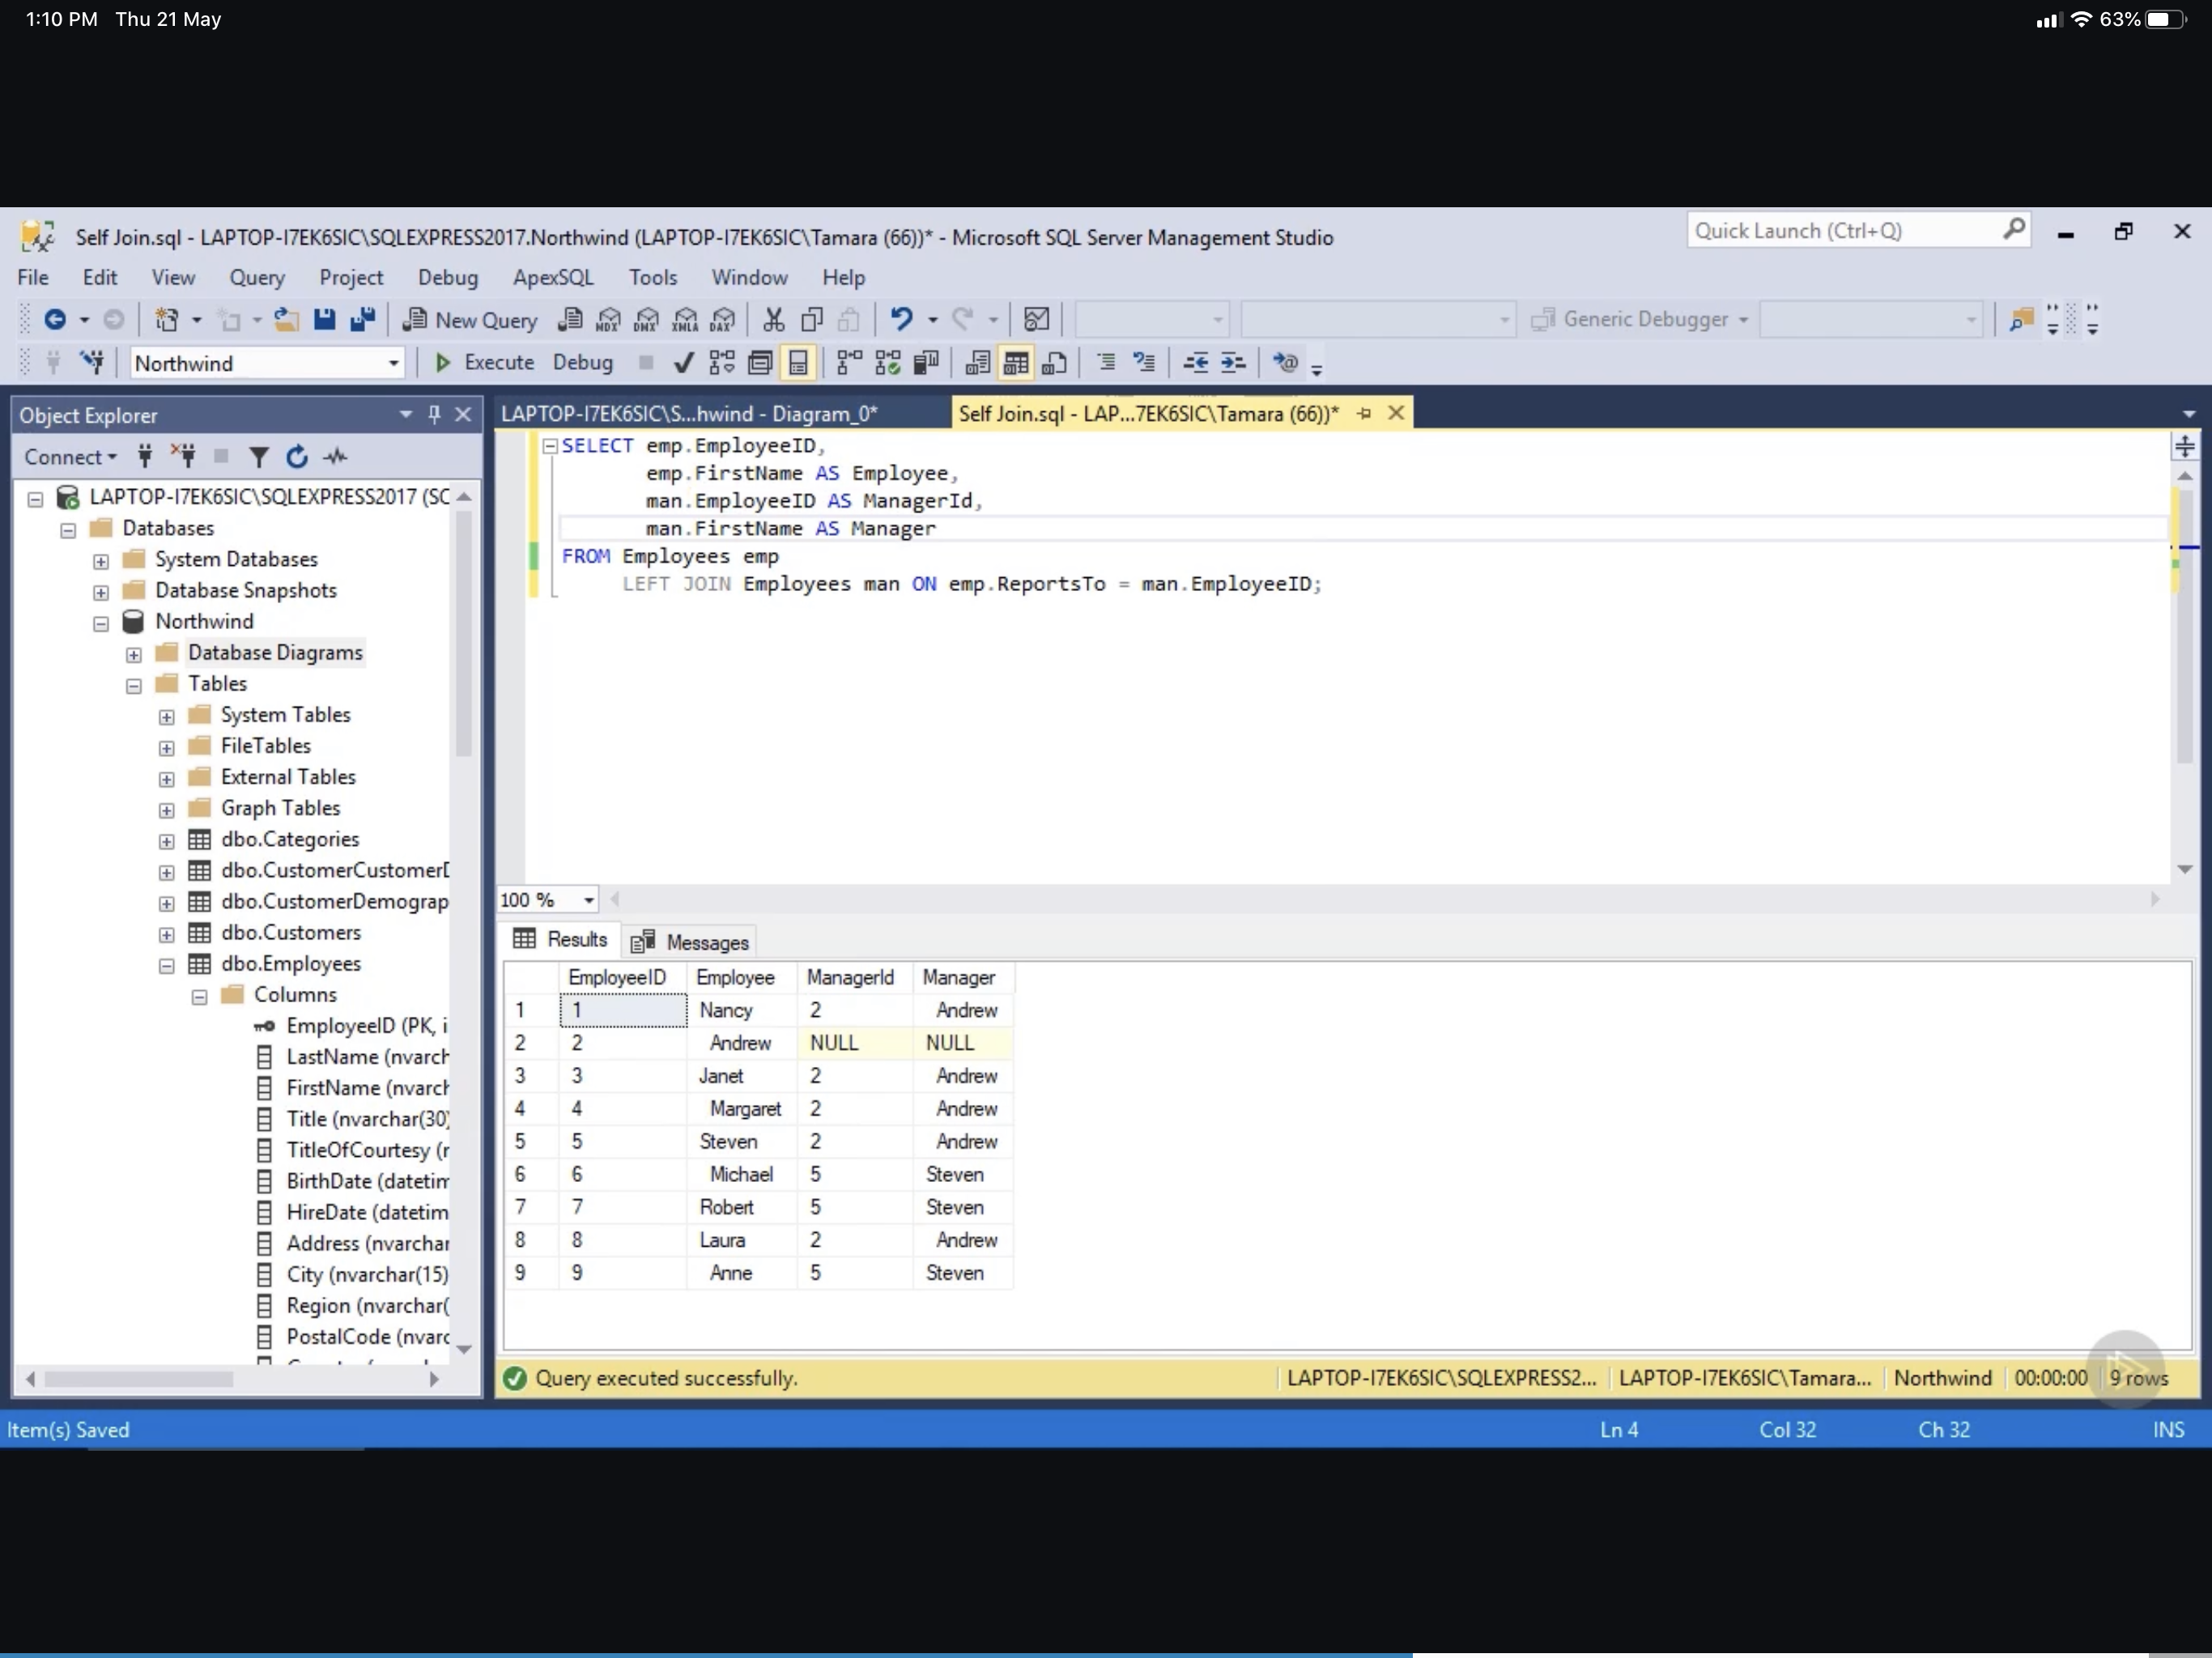 1:10 PM Thu 21 May
63%
Self Join.sql - LAPTOP-I7EK6SIC\SQLEXPRESS2017.Northwind (LAPTOP-I7EK6SIC\Tamara (66))* - Microsoft SQL Server Management Studio
Quick Launch (Ctrl+Q)
File Edit View Query Project Debug ApexSQL Tools Window Help
New Query MDX DMX XMLA DAX Generic Debugger
Northwind Execute Debug
Object Explorer
LAPTOP-I7EK6SIC\S...hwind - Diagram_0*
Self Join.sql - LAP...7EK6SIC\Tamara (66))*
Connect
LAPTOP-I7EK6SIC\SQLEXPRESS2017 (SC
Databases
System Databases
Database Snapshots
Northwind
Database Diagrams
Tables
System Tables
FileTables
External Tables
Graph Tables
dbo.Categories
dbo.CustomerCustomerD
dbo.CustomerDemograp
dbo.Customers
dbo.Employees
Columns
EmployeeID (PK, i
LastName (nvarch
FirstName (nvarch
Title (nvarchar(30)
TitleOfCourtesy (r
BirthDate (datetim
HireDate (datetim
Address (nvarchar
City (nvarchar(15)
Region (nvarchar(
PostalCode (nvarc
SELECT emp.EmployeeID,
emp.FirstName AS Employee,
man.EmployeeID AS ManagerId,
man.FirstName AS Manager
FROM Employees emp
LEFT JOIN Employees man ON emp.ReportsTo = man.EmployeeID;
100 %
Results Messages
EmployeeID Employee ManagerId Manager
1 1 Nancy 2 Andrew
2 2 Andrew NULL NULL
3 3 Janet 2 Andrew
4 4 Margaret 2 Andrew
5 5 Steven 2 Andrew
6 6 Michael 5 Steven
7 7 Robert 5 Steven
8 8 Laura 2 Andrew
9 9 Anne 5 Steven
Query executed successfully.
LAPTOP-I7EK6SIC\SQLEXPRESS2... LAPTOP-I7EK6SIC\Tamara... Northwind 00:00:00 9 rows
Item(s) Saved Ln 4 Col 32 Ch 32 INS